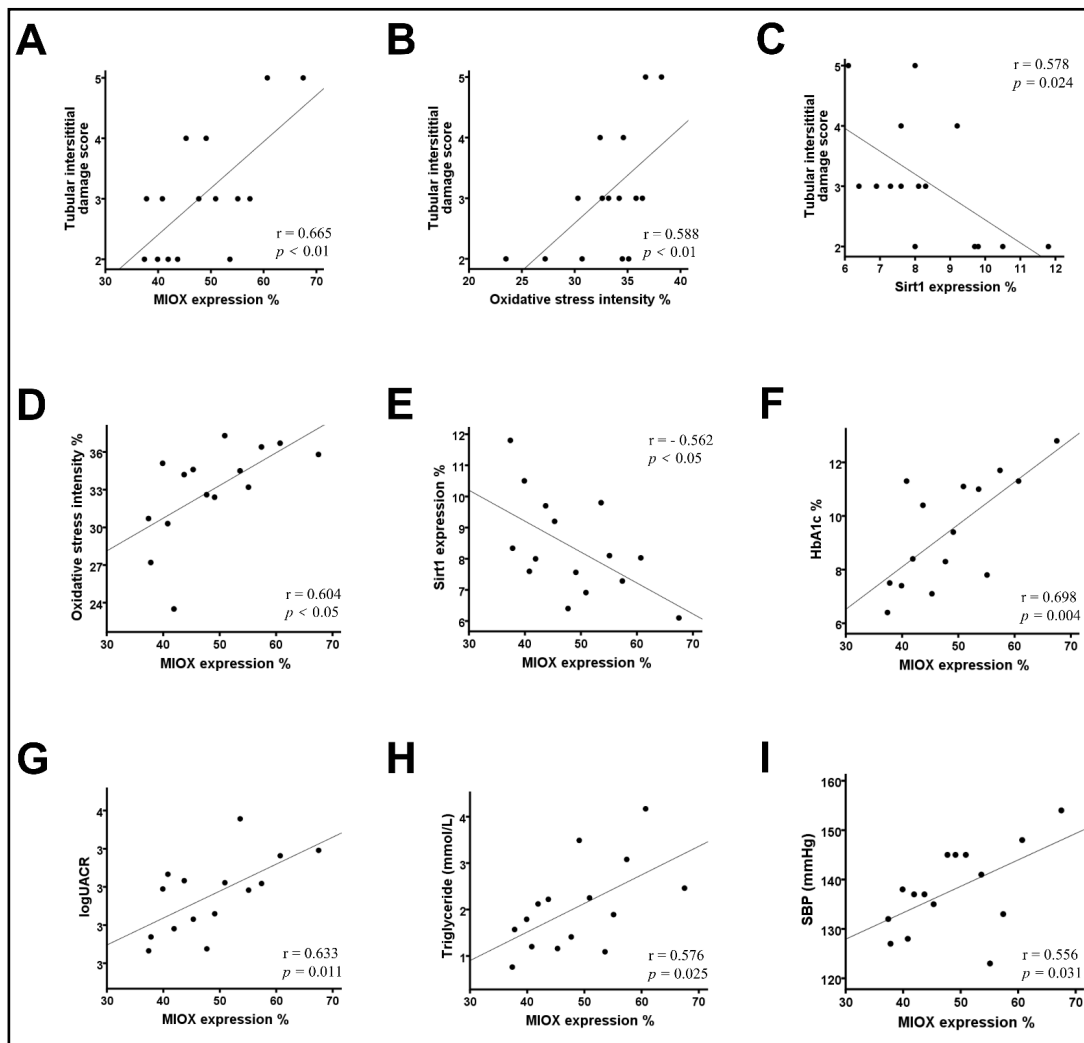 A
Tubular intersititial
damage score
5
4
3
2
30 40 50 60 70
MIOX expression %
r = 0.665
p < 0.01
B
Tubular intersititial
damage score
5
4
3
2
20 25 30 35 40
Oxidative stress intensity %
r = 0.588
p < 0.01
C
Tubular intersititial
damage score
5
4
3
2
6 7 8 9 10 11 12
Sirt1 expression %
r = 0.578
p = 0.024
D
Oxidative stress intensity %
36
33
30
27
24
30 40 50 60 70
MIOX expression %
r = 0.604
p < 0.05
E
Sirt1 expression %
12
11
10
9
8
7
6
30 40 50 60 70
MIOX expression %
r = - 0.562
p < 0.05
F
HbA1c %
12
10
8
6
30 40 50 60 70
MIOX expression %
r = 0.698
p = 0.004
G
logUACR
4
3
3
3
3
30 40 50 60 70
MIOX expression %
r = 0.633
p = 0.011
H
Triglyceride (mmol/L)
4
3
2
1
30 40 50 60 70
MIOX expression %
r = 0.576
p = 0.025
I
SBP (mmHg)
160
150
140
130
120
30 40 50 60 70
MIOX expression %
r = 0.556
p = 0.031